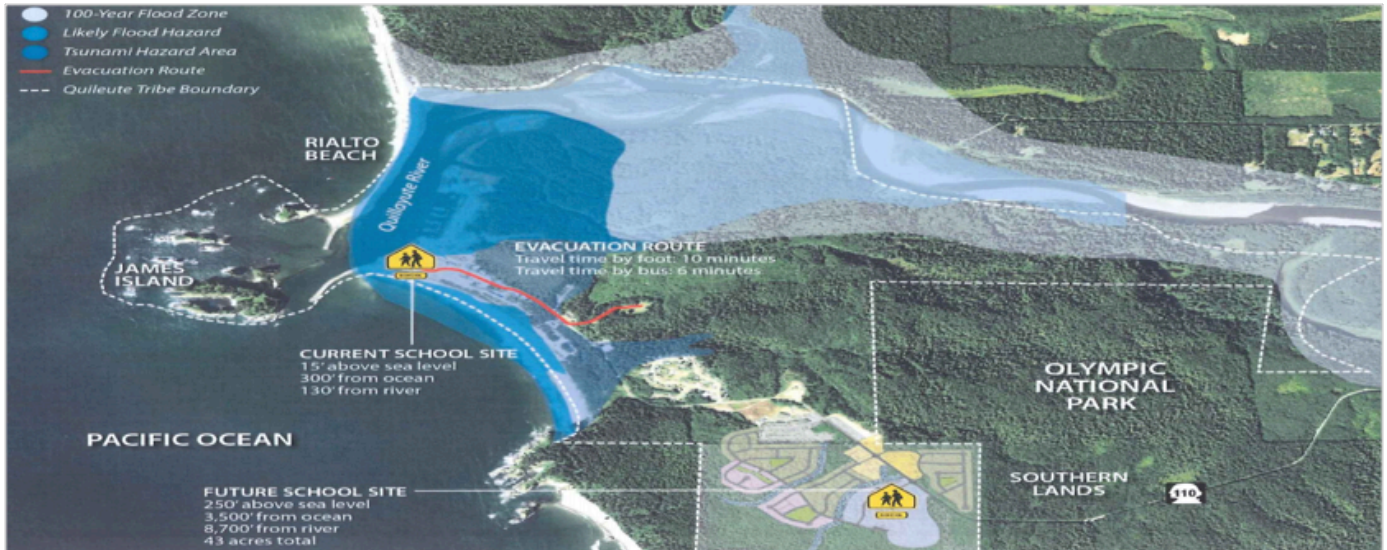 100-Year Flood Zone
Likely Flood Hazard
Tsunami Hazard Area
Evacuation Route
Quileute Tribe Boundary
RIALTO
BEACH
Quilloyute River
JAMES
ISLAND
EVACUATION ROUTE
Travel time by foot: 10 minutes
Travel time by bus: 6 minutes
CURRENT SCHOOL SITE
15' above sea level
300' from ocean
130' from river
OLYMPIC
NATIONAL
PARK
PACIFIC OCEAN
SOUTHERN
LANDS
110
FUTURE SCHOOL SITE
250' above sea level
3,500' from ocean
8,700' from river
43 acres total